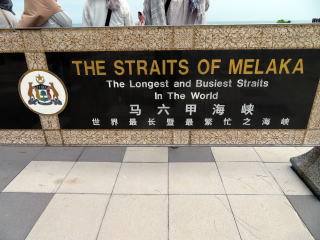 THE STRAITS OF MELAKA
The Longest and Busiest Straits
In The World
马六甲海峡
世界最长暨最繁忙之海峡